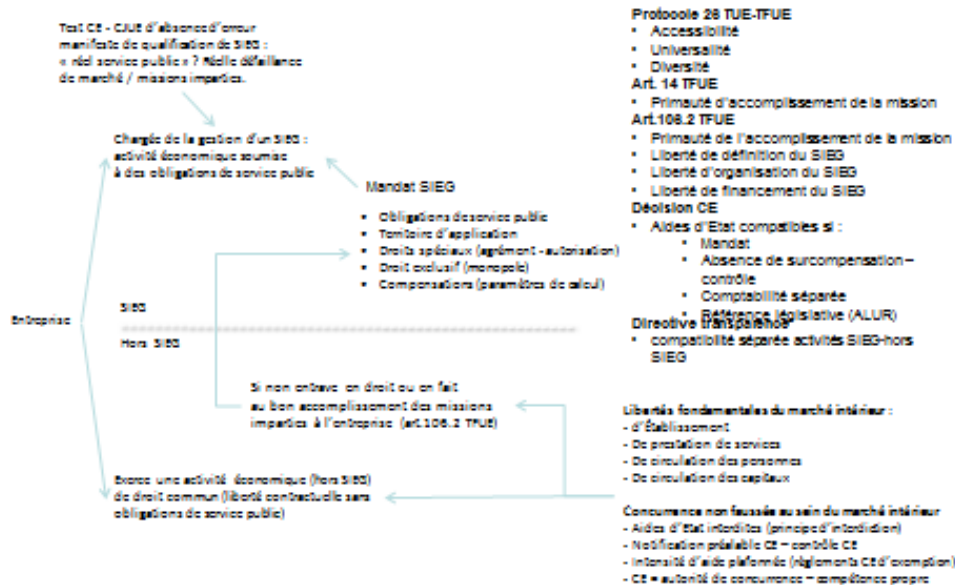 Test CE - CJUE d'absence d'erreur
manifeste de qualification de SIEG :
« réel service public » ? Réelle défaillance
de marché / missions imparties.
Chargée de la gestion d'un SIEG :
activité économique soumise
à des obligations de service public
Mandat SIEG
▪ Obligations de service public
▪ Territoire d'application
▪ Droits spéciaux (agrément - autorisation)
▪ Droit exclusif (monopole)
▪ Compensations (paramètres de calcul)
Entreprise
SIEG
Hors SIEG
Si non entrave en droit ou en fait
au bon accomplissement des missions
imparties à l'entreprise (art.106.2 TFUE)
Exerce une activité économique (hors SIEG)
de droit commun (liberté contractuelle sans
obligations de service public)
Protocole 26 TUE-TFUE
▪ Accessibilité
▪ Universalité
▪ Diversité
Art. 14 TFUE
▪ Primauté d'accomplissement de la mission
Art.106.2 TFUE
▪ Primauté de l'accomplissement de la mission
▪ Liberté de définition du SIEG
▪ Liberté d'organisation du SIEG
▪ Liberté de financement du SIEG
Décision CE
▪ Aides d'Etat compatibles si :
▪ Mandat
▪ Absence de surcompensation –
contrôle
▪ Comptabilité séparée
▪ Référence législative (ALUR)
Directive transparence
▪ compatibilité séparée activités SIEG-hors
SIEG
Libertés fondamentales du marché intérieur :
- d'Établissement
- De prestation de services
- De circulation des personnes
- De circulation des capitaux
Concurrence non faussée au sein du marché intérieur
- Aides d'Etat interdites (principe d'interdiction)
- Notification préalable CE – contrôle CE
- Intensité d'aide plafonnée (règlements CE d'exemption)
- CE = autorité de concurrence – compétence propre